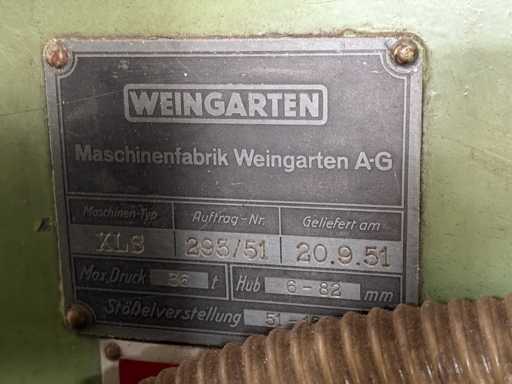 WEINGARTEN
Maschinenfabrik Weingarten A-G
Maschinen-Typ Auftrag-Nr. Geliefert am
XLS 295/51 20.9.51
Max. Druck 36 t Hub 6-82 mm
Stößelverstellung